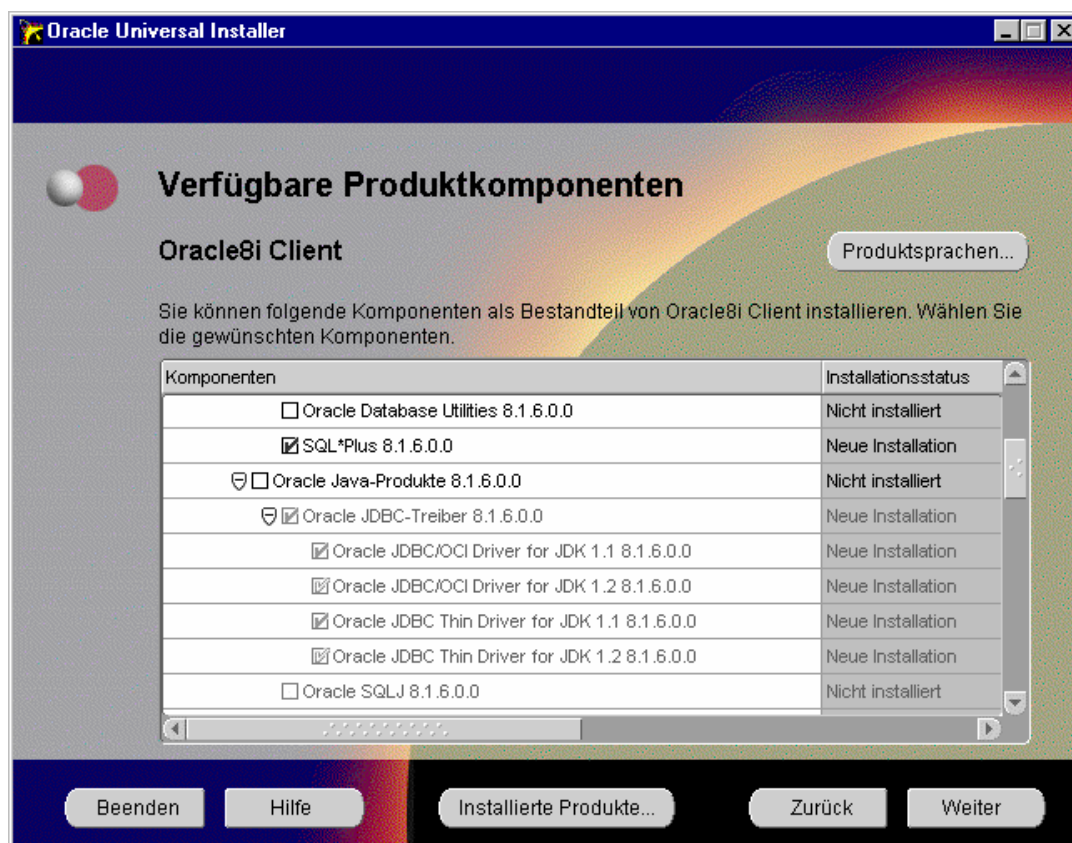 Oracle Universal Installer
Verfügbare Produktkomponenten
Oracle8i Client
Produktsprachen...
Sie können folgende Komponenten als Bestandteil von Oracle8i Client installieren. Wählen Sie
die gewünschten Komponenten.
Komponenten Installationsstatus
Oracle Database Utilities 8.1.6.0.0 Nicht installiert
SQL*Plus 8.1.6.0.0 Neue Installation
Oracle Java-Produkte 8.1.6.0.0 Nicht installiert
Oracle JDBC-Treiber 8.1.6.0.0 Neue Installation
Oracle JDBC/OCI Driver for JDK 1.1 8.1.6.0.0 Neue Installation
Oracle JDBC/OCI Driver for JDK 1.2 8.1.6.0.0 Neue Installation
Oracle JDBC Thin Driver for JDK 1.1 8.1.6.0.0 Neue Installation
Oracle JDBC Thin Driver for JDK 1.2 8.1.6.0.0 Neue Installation
Oracle SQLJ 8.1.6.0.0 Nicht installiert
Beenden Hilfe Installierte Produkte... Zurück Weiter